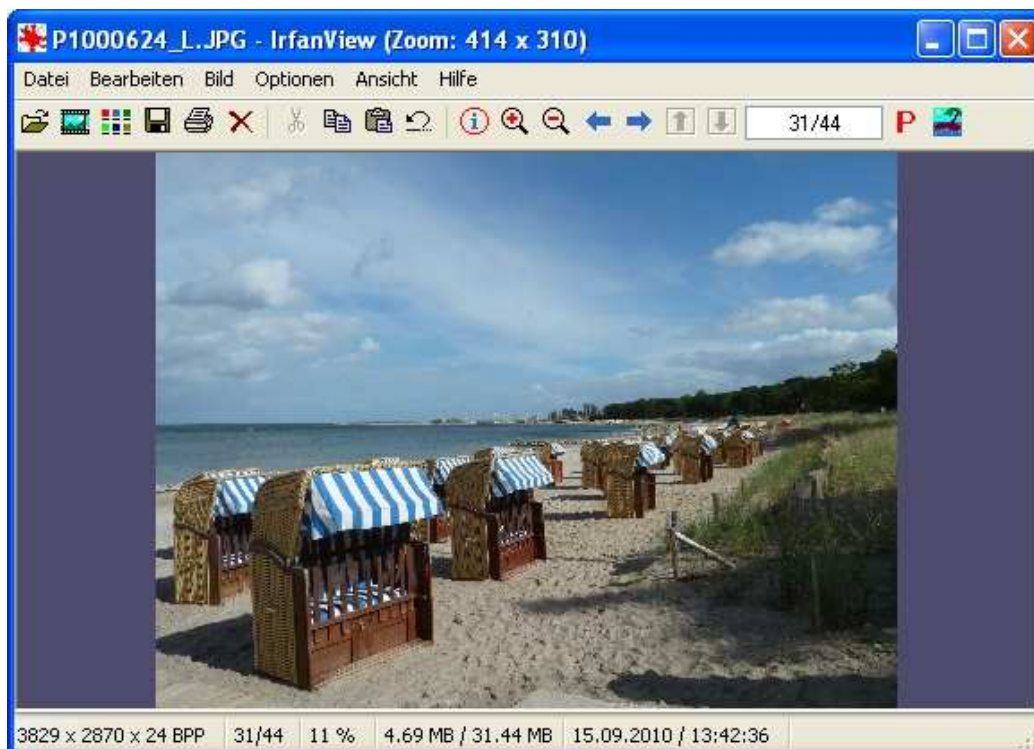 P1000624_L.JPG - IrfanView (Zoom: 414 x 310)
Datei Bearbeiten Bild Optionen Ansicht Hilfe
31/44 P
3829 x 2870 x 24 BPP 31/44 11 % 4.69 MB / 31.44 MB 15.09.2010 / 13:42:36